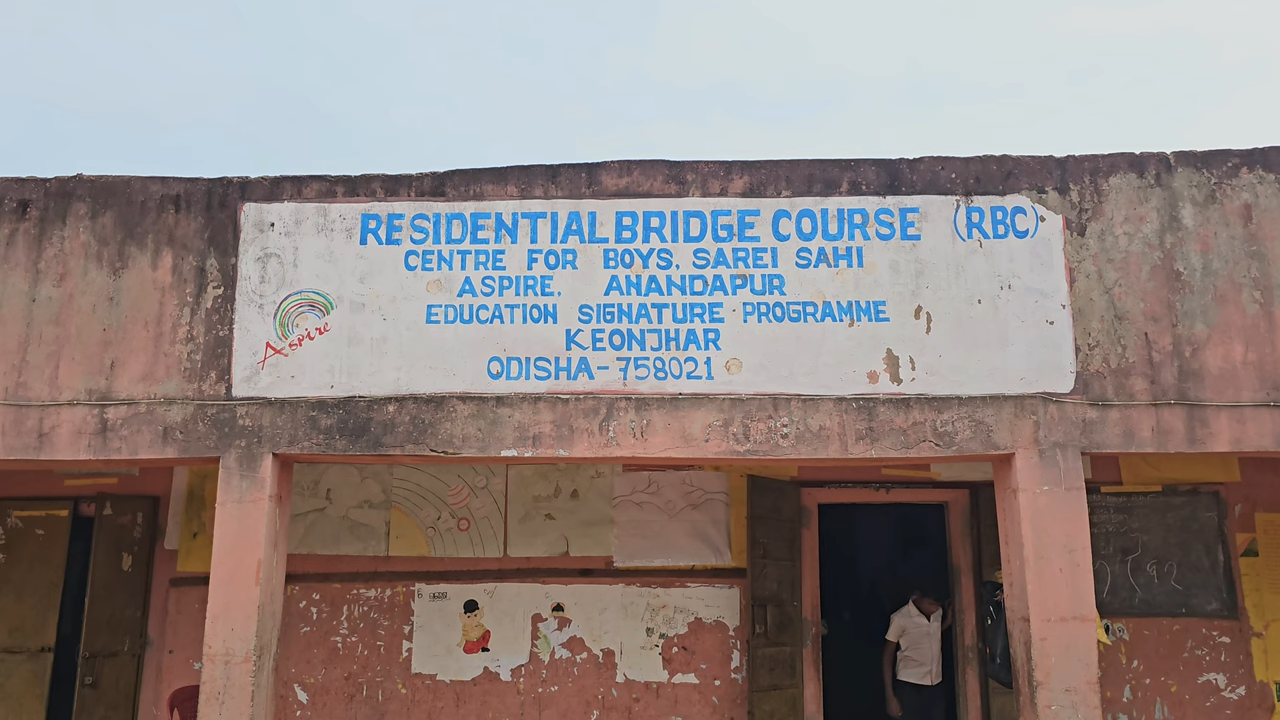 RESIDENTIAL BRIDGE COURSE (RBC)
CENTRE FOR BOYS, SAREI SAHI
ASPIRE, ANANDAPUR
EDUCATION SIGNATURE PROGRAMME
KEONJHAR
ODISHA-758021
Aspire